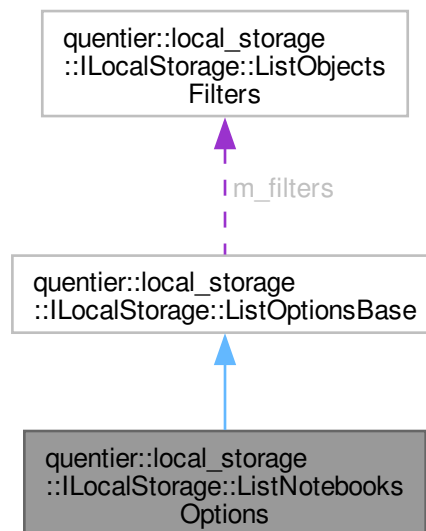 quentier::local_storage
::ILocalStorage::ListObjects
Filters
m_filters
quentier::local_storage
::ILocalStorage::ListOptionsBase
quentier::local_storage
::ILocalStorage::ListNotebooks
Options